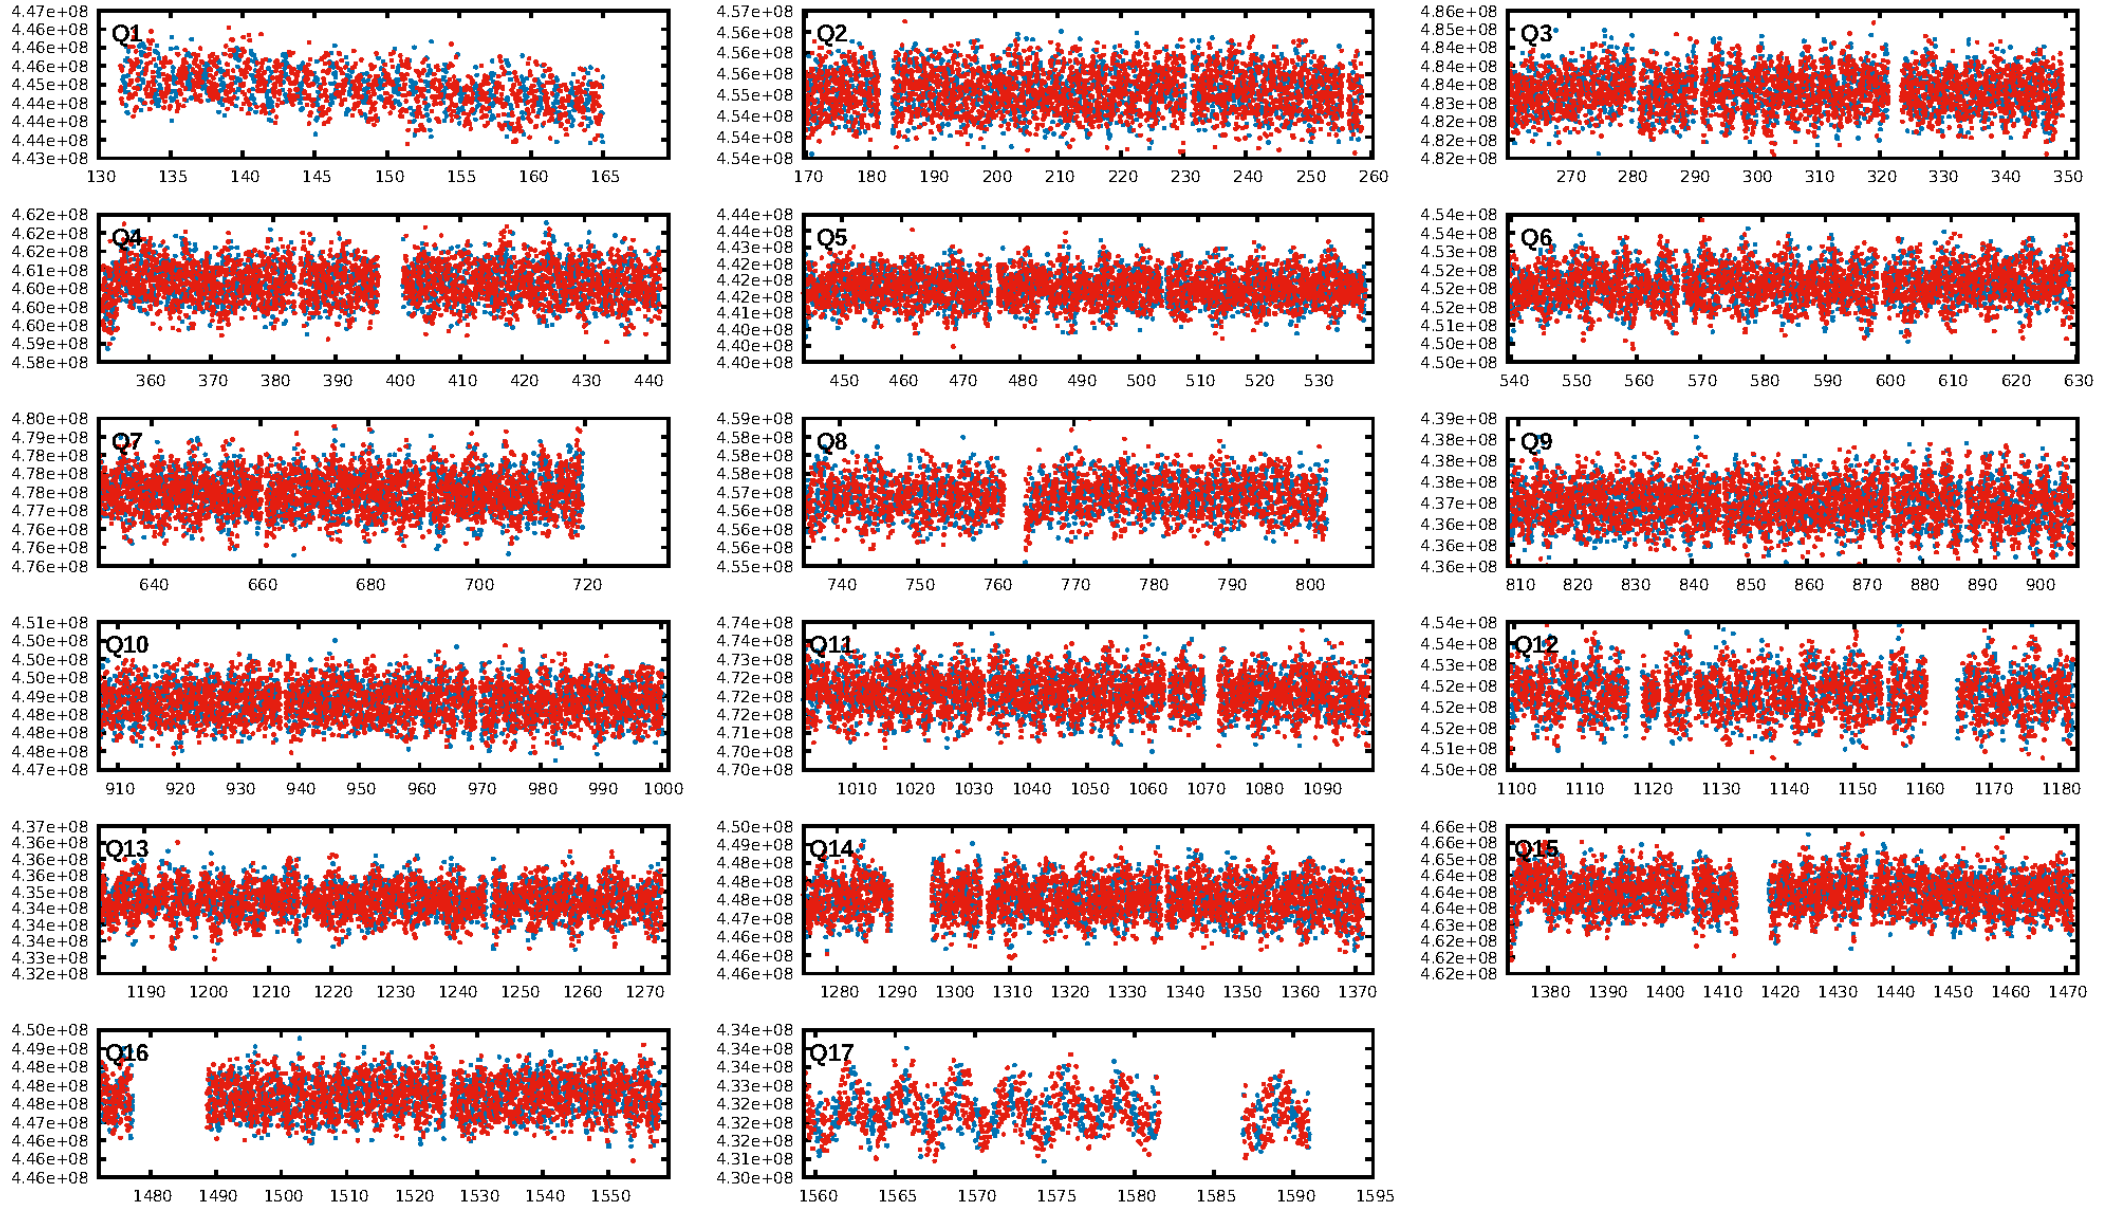 4.47e+08
4.46e+08
4.46e+08
4.46e+08
4.45e+08
4.44e+08
4.44e+08
4.43e+08
4.43e+08
Q1
130 135 140 145 150 155 160 165
4.57e+08
4.56e+08
4.56e+08
4.56e+08
4.55e+08
4.54e+08
4.54e+08
4.54e+08
Q2
170 180 190 200 210 220 230 240 250 260
4.86e+08
4.85e+08
4.84e+08
4.84e+08
4.84e+08
4.83e+08
4.82e+08
4.82e+08
4.82e+08
Q3
270 280 290 300 310 320 330 340 350
4.62e+08
4.62e+08
4.62e+08
4.61e+08
4.60e+08
4.60e+08
4.60e+08
4.59e+08
4.58e+08
Q4
360 370 380 390 400 410 420 430 440
4.44e+08
4.44e+08
4.43e+08
4.42e+08
4.42e+08
4.42e+08
4.41e+08
4.40e+08
4.40e+08
Q5
450 460 470 480 490 500 510 520 530
4.54e+08
4.54e+08
4.53e+08
4.52e+08
4.52e+08
4.52e+08
4.51e+08
4.50e+08
4.50e+08
Q6
540 550 560 570 580 590 600 610 620 630
4.80e+08
4.79e+08
4.78e+08
4.78e+08
4.78e+08
4.77e+08
4.76e+08
4.76e+08
4.76e+08
Q7
640 660 680 700 720
4.59e+08
4.58e+08
4.58e+08
4.58e+08
4.57e+08
4.56e+08
4.56e+08
4.56e+08
4.55e+08
Q8
740 750 760 770 780 790 800
4.39e+08
4.38e+08
4.38e+08
4.38e+08
4.37e+08
4.36e+08
4.36e+08
4.36e+08
Q9
810 820 830 840 850 860 870 880 890 900
4.51e+08
4.50e+08
4.50e+08
4.50e+08
4.49e+08
4.48e+08
4.48e+08
4.48e+08
4.47e+08
Q10
910 920 930 940 950 960 970 980 990 1000
4.74e+08
4.74e+08
4.73e+08
4.72e+08
4.72e+08
4.72e+08
4.71e+08
4.70e+08
4.70e+08
Q11
1010 1020 1030 1040 1050 1060 1070 1080 1090
4.54e+08
4.54e+08
4.53e+08
4.52e+08
4.52e+08
4.52e+08
4.51e+08
4.50e+08
Q12
1100 1110 1120 1130 1140 1150 1160 1170 1180
4.37e+08
4.36e+08
4.36e+08
4.36e+08
4.35e+08
4.34e+08
4.34e+08
4.34e+08
4.33e+08
4.32e+08
Q13
1190 1200 1210 1220 1230 1240 1250 1260 1270
4.50e+08
4.49e+08
4.48e+08
4.48e+08
4.48e+08
4.47e+08
4.46e+08
4.46e+08
4.46e+08
Q14
1280 1290 1300 1310 1320 1330 1340 1350 1360 1370
4.66e+08
4.66e+08
4.65e+08
4.64e+08
4.64e+08
4.64e+08
4.63e+08
4.62e+08
4.62e+08
4.62e+08
Q15
1380 1390 1400 1410 1420 1430 1440 1450 1460 1470
4.50e+08
4.49e+08
4.48e+08
4.48e+08
4.48e+08
4.47e+08
4.46e+08
4.46e+08
4.46e+08
Q16
1480 1490 1500 1510 1520 1530 1540 1550
4.34e+08
4.34e+08
4.34e+08
4.33e+08
4.32e+08
4.32e+08
4.32e+08
4.31e+08
4.30e+08
Q17
1560 1565 1570 1575 1580 1585 1590 1595